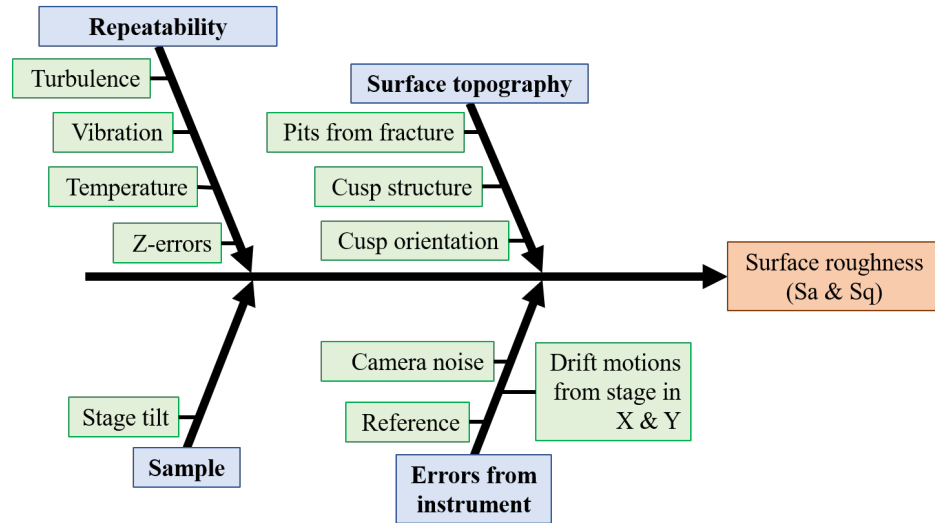 Repeatability
Turbulence
Vibration
Temperature
Z-errors
Surface topography
Pits from fracture
Cusp structure
Cusp orientation
Surface roughness
(Sa & Sq)
Camera noise
Reference
Drift motions
from stage in
X & Y
Stage tilt
Sample
Errors from
instrument